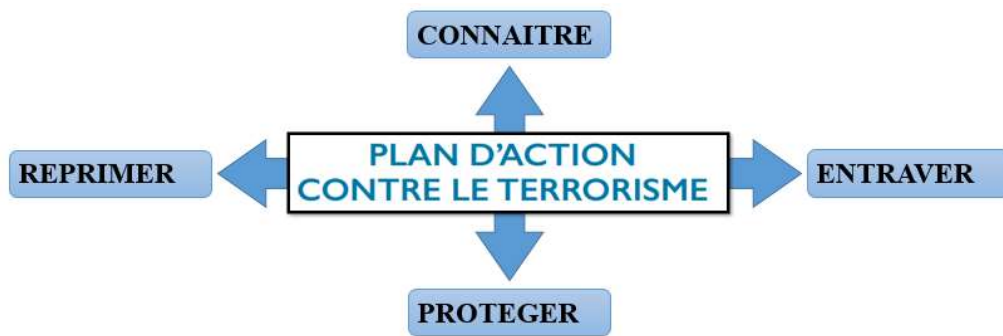 CONNAITRE
REPRIMER
PLAN D'ACTION
CONTRE LE TERRORISME
ENTRAVER
PROTEGER